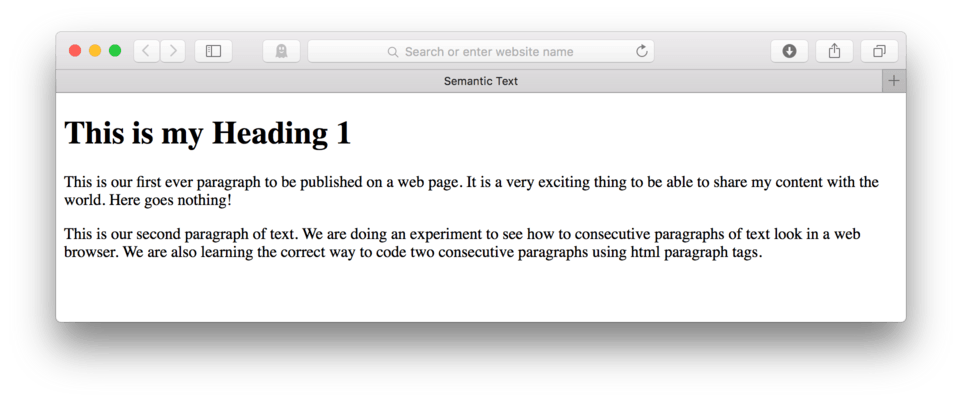 Search or enter website name
Semantic Text
This is my Heading 1
This is our first ever paragraph to be published on a web page. It is a very exciting thing to be able to share my content with the
world. Here goes nothing!
This is our second paragraph of text. We are doing an experiment to see how to consecutive paragraphs of text look in a web
browser. We are also learning the correct way to code two consecutive paragraphs using html paragraph tags.